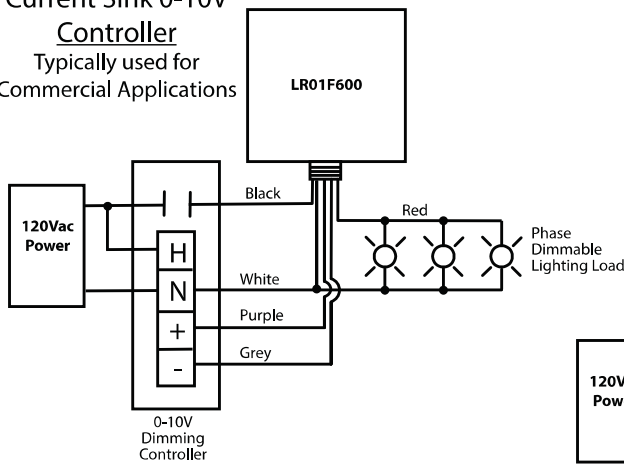 Current Sink 0-10V
Controller
Typically used for
Commercial Applications
LR01F600
120Vac
Power
Black
Red
Phase
Dimmable
Lighting Load
H
N
+
-
White
Purple
Grey
0-10V
Dimming
Controller
120V
Pow